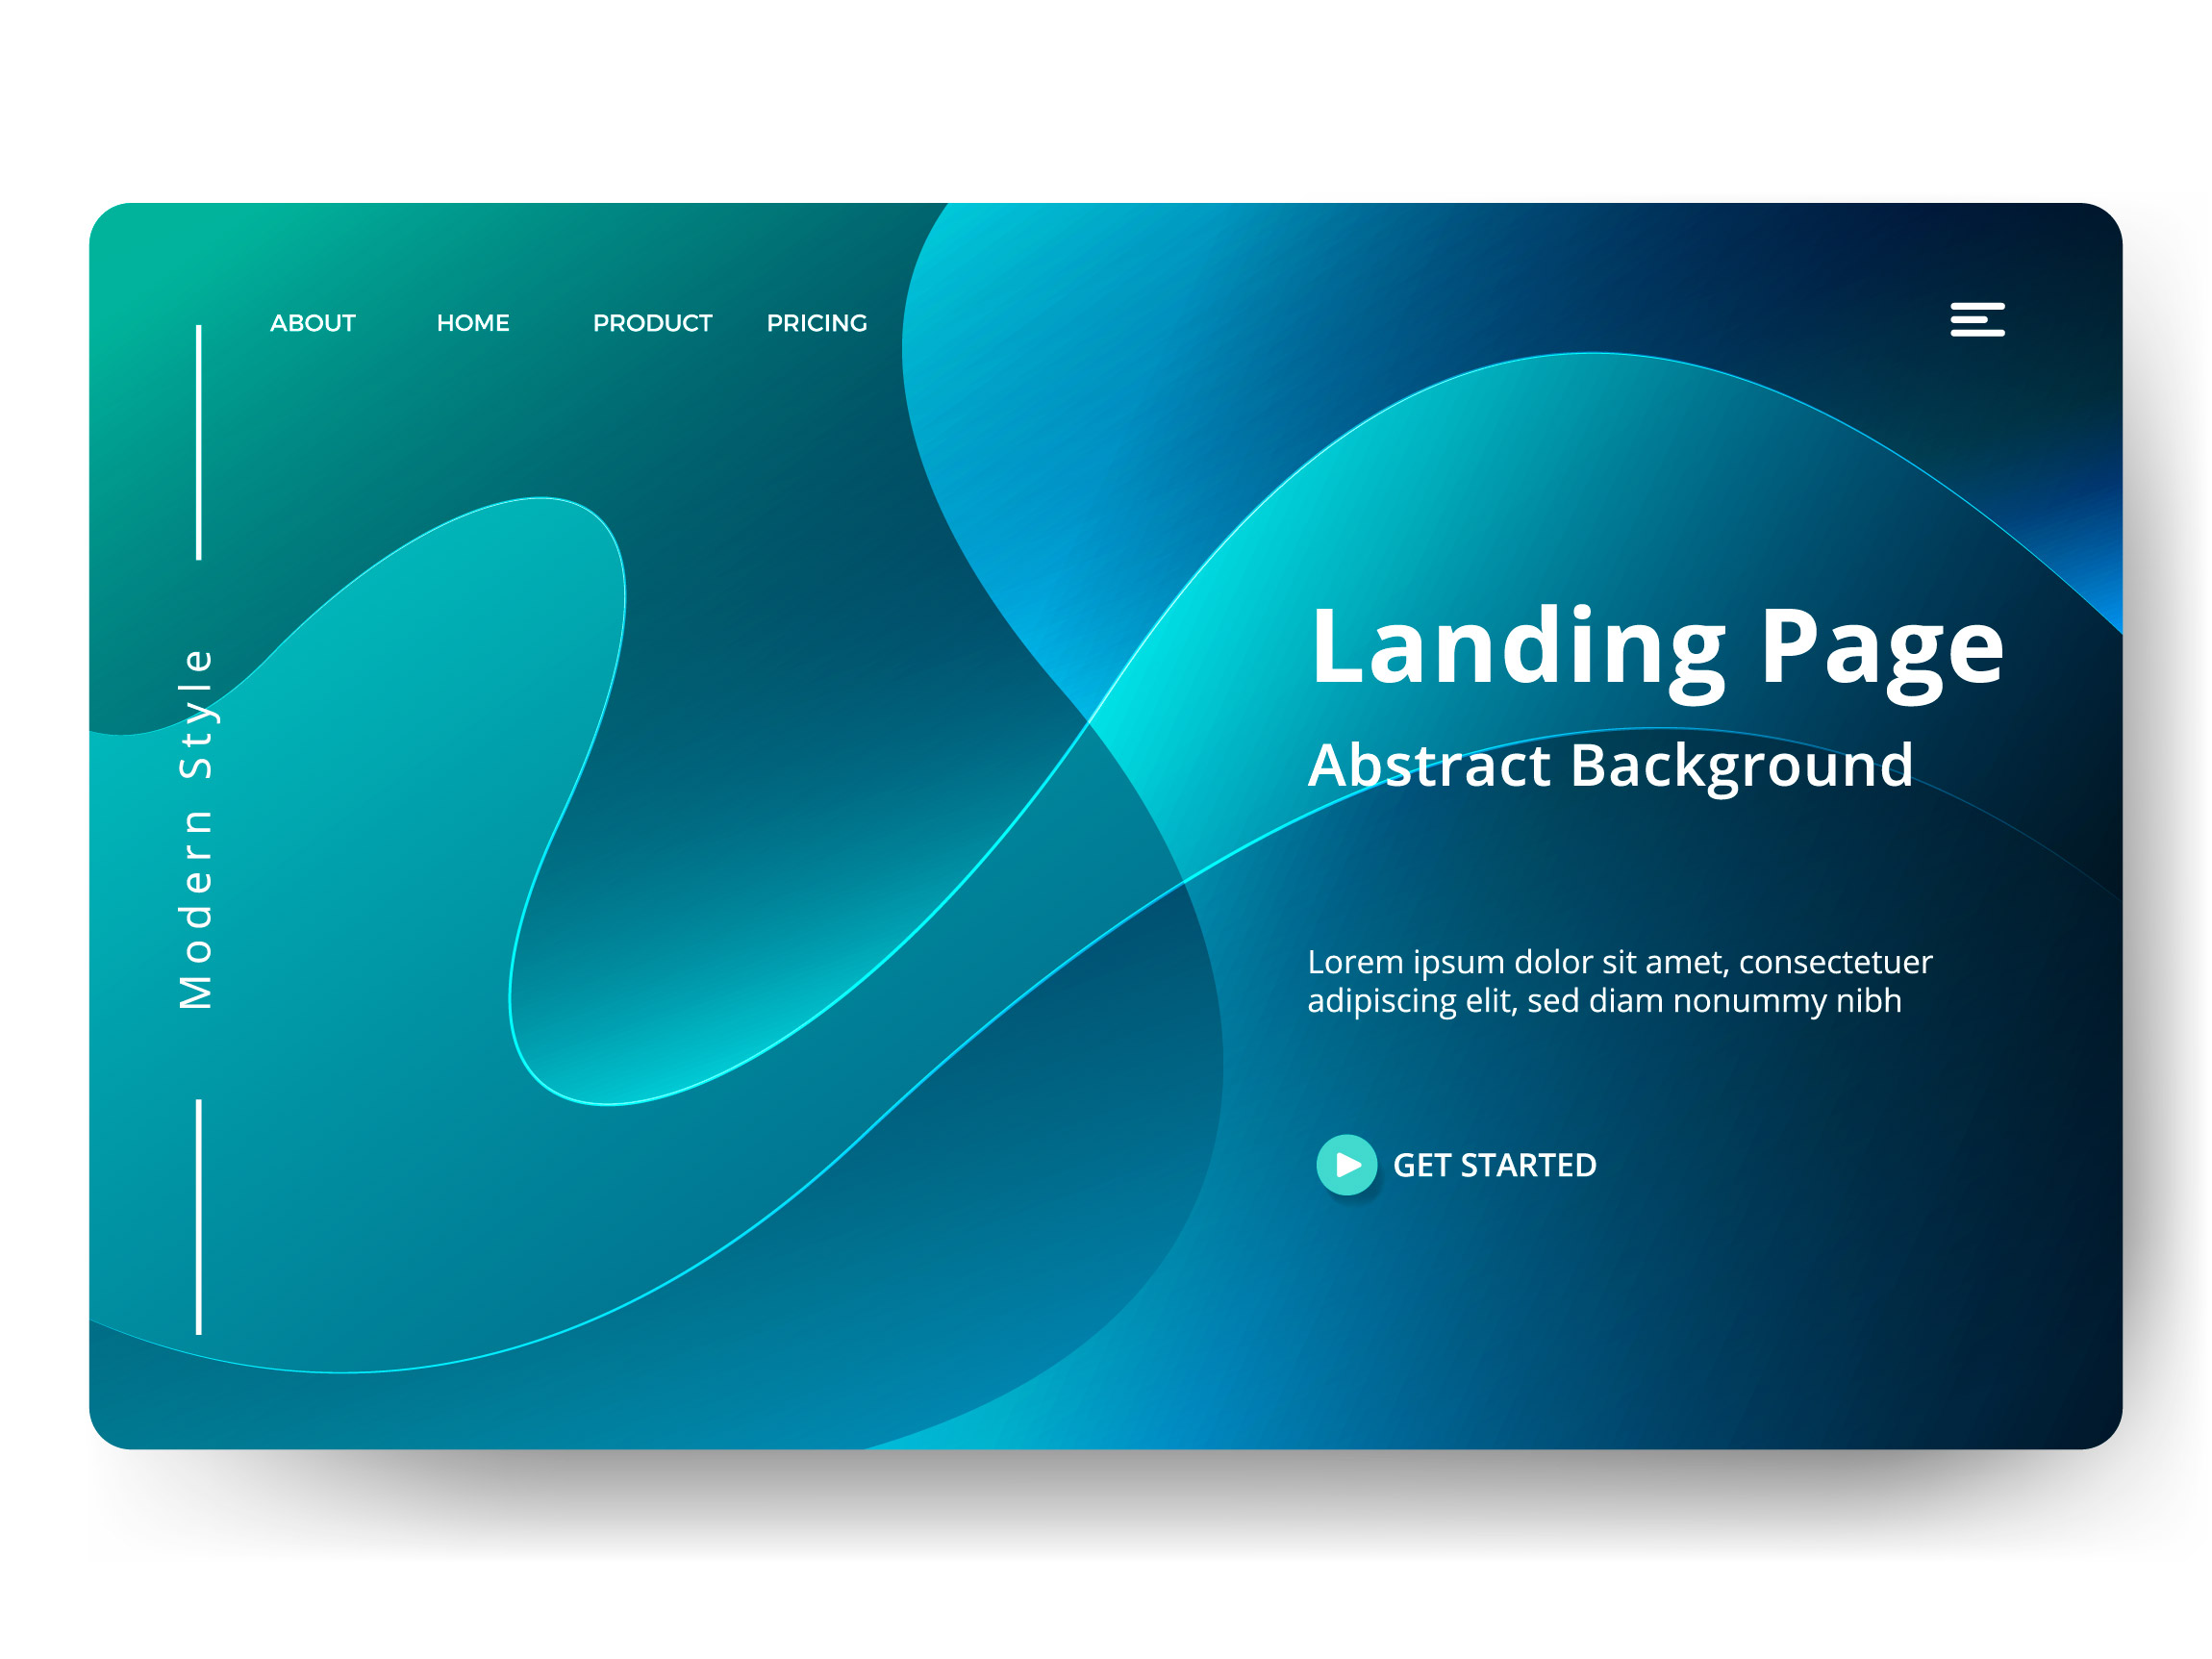 ABOUT HOME PRODUCT PRICING
Modern Style
Landing Page
Abstract Background
Lorem ipsum dolor sit amet, consectetuer
adipiscing elit, sed diam nonummy nibh
GET STARTED